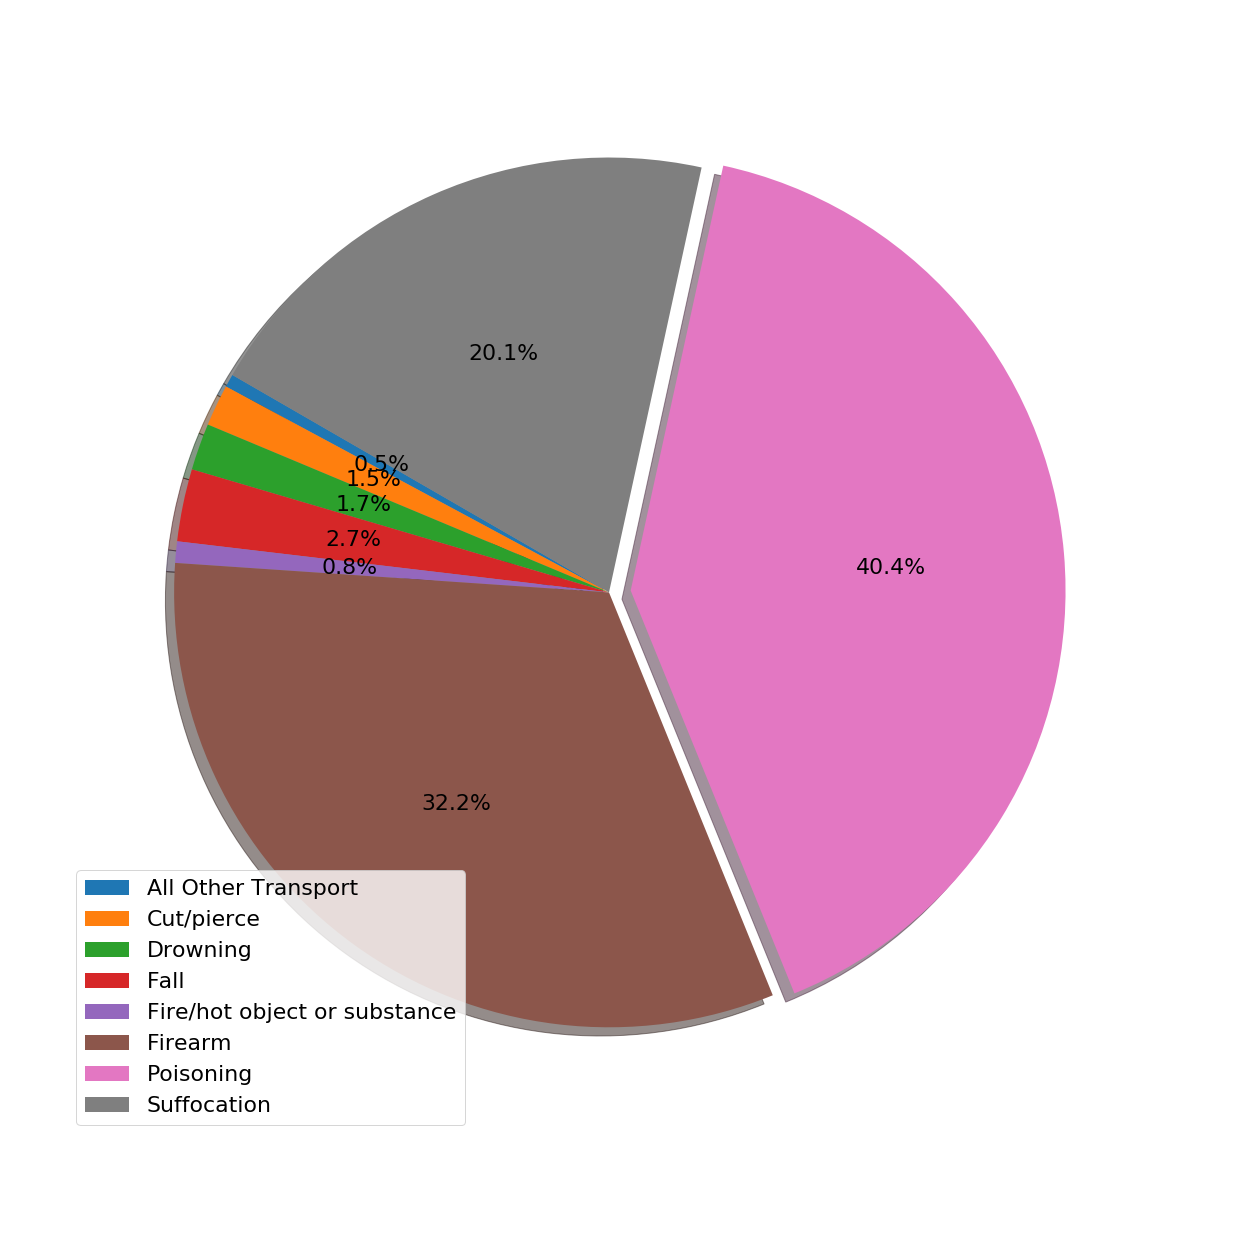 20.1%
0.5%
1.5%
1.7%
2.7%
0.8%
40.4%
32.2%
All Other Transport
Cut/pierce
Drowning
Fall
Fire/hot object or substance
Firearm
Poisoning
Suffocation